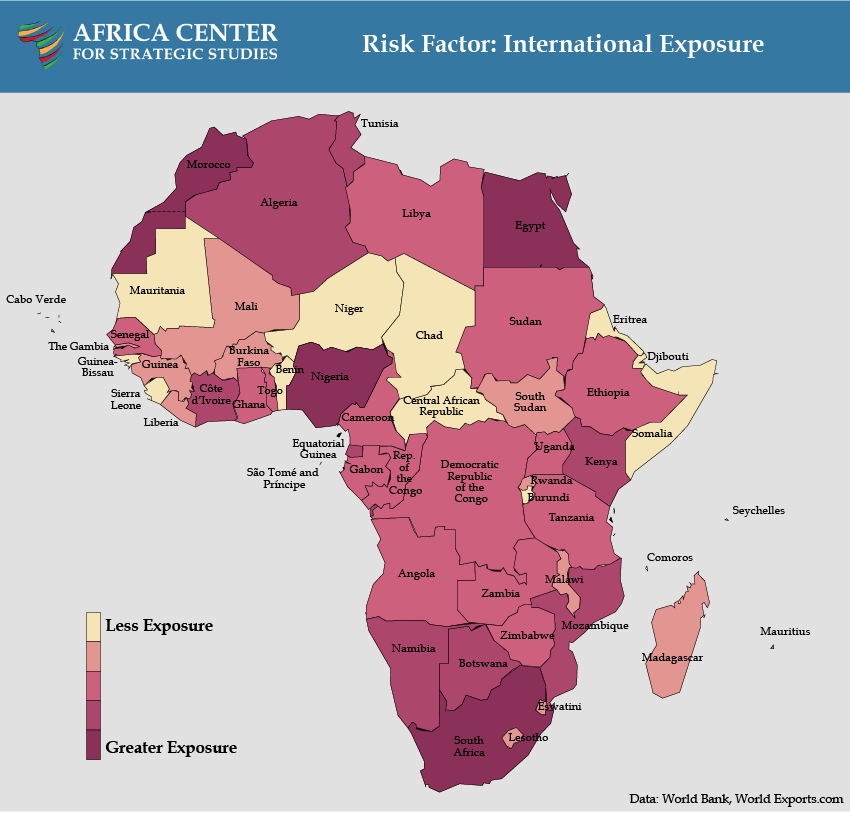 AFRICA CENTER
FOR STRATEGIC STUDIES
Risk Factor: International Exposure
Tunisia
Morocco
Algeria
Libya
Egypt
Mauritania
Mali
Niger
Chad
Sudan
Eritrea
Cabo Verde
Senegal
The Gambia
Guinea-
Bissau
Guinea
Burkina
Faso
Benin
Nigeria
Djibouti
Sierra
Leone
Côte
d'Ivoire
Ghana
Togo
Liberia
Cameroon
Central African
Republic
South
Sudan
Ethiopia
Somalia
Equatorial
Guinea
São Tomé and
Príncipe
Gabon
Rep.
of
the
Congo
Democratic
Republic
of the
Congo
Uganda
Kenya
Rwanda
Burundi
Tanzania
Seychelles
Comoros
Angola
Zambia
Malawi
Mozambique
Zimbabwe
Namibia
Botswana
Madagascar
Mauritius
Eswatini
Lesotho
South
Africa
Less Exposure
Greater Exposure
Data: World Bank, World Exports.com